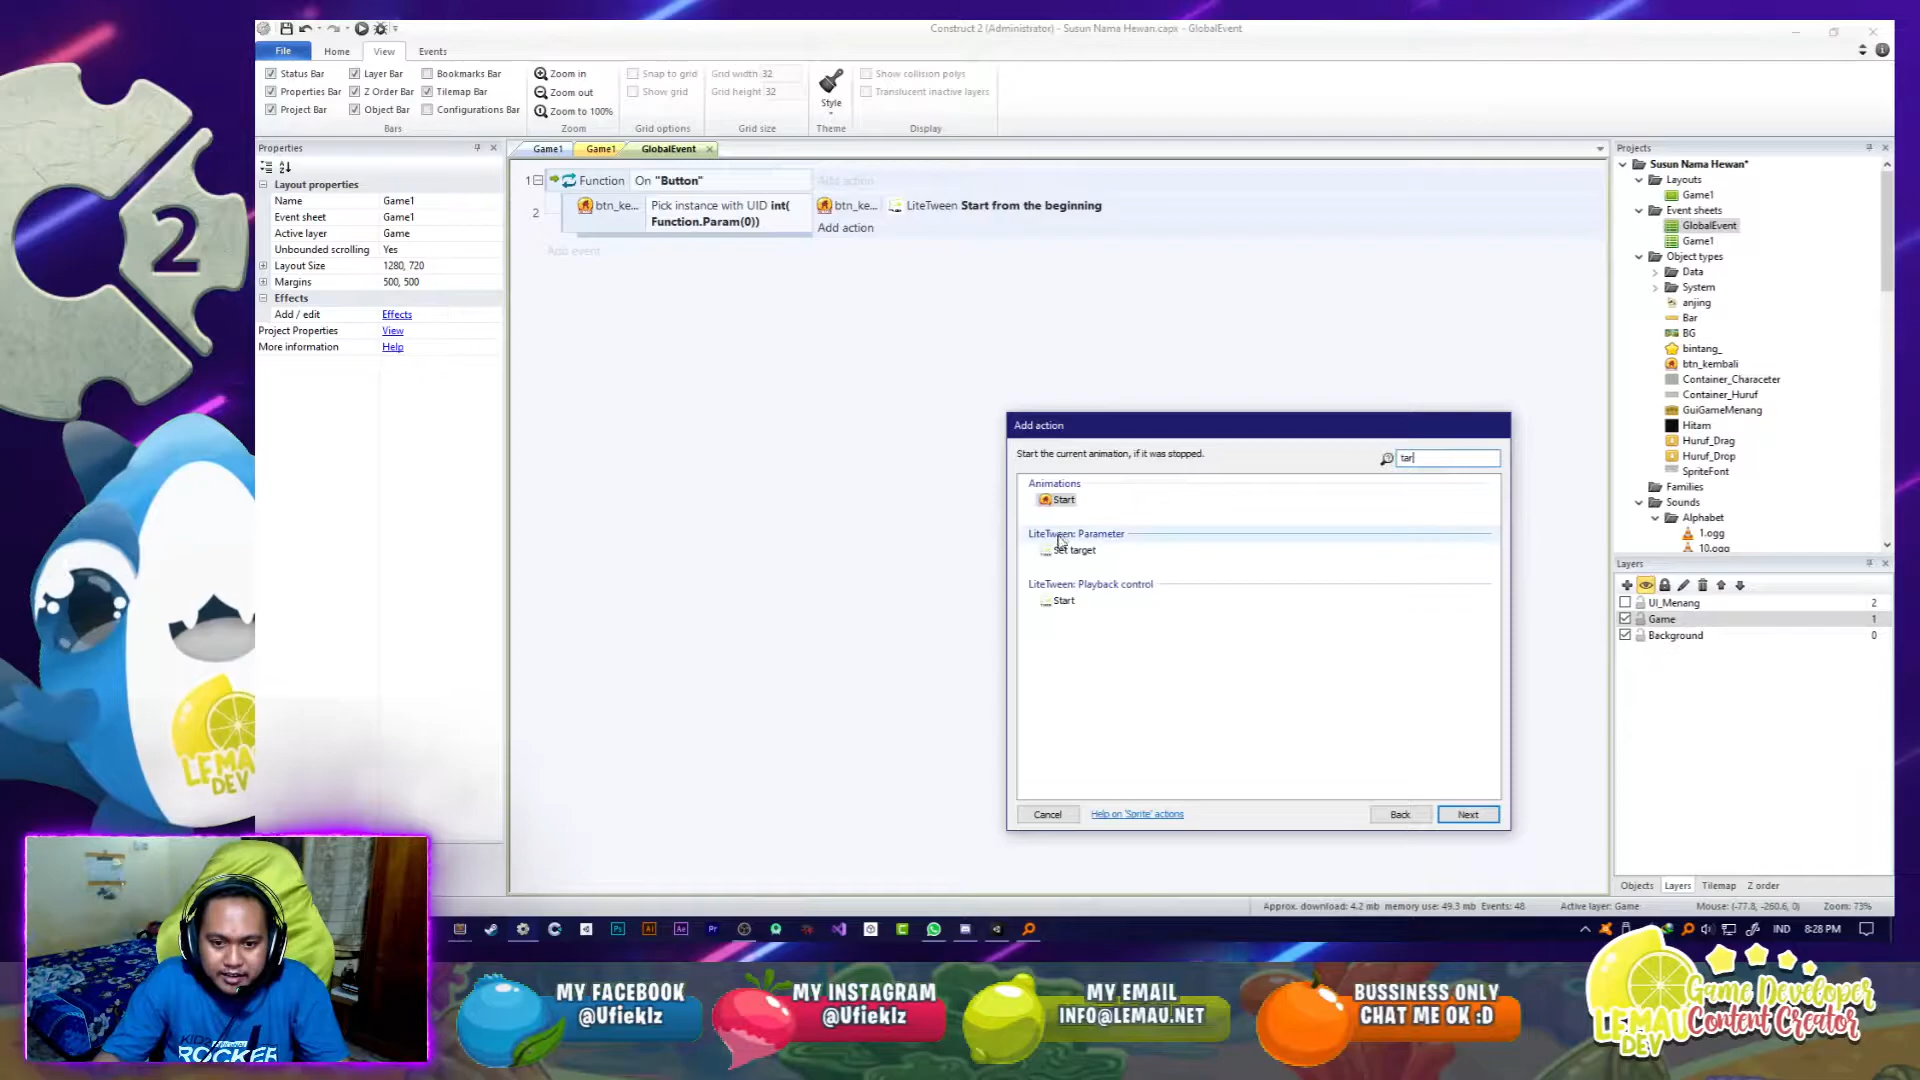 Construct 2 (Administrator) - Susun Nama Hewan.capx - GlobalEvent
File
Home
View
Events
Status Bar
Layer Bar
Bookmarks Bar
Properties Bar
Z Order Bar
Tilemap Bar
Project Bar
Object Bar
Configurations Bar
Bars
Zoom in
Zoom out
Zoom to 100%
Zoom
Snap to grid
Show grid
Grid options
Grid width 32
Grid height 32
Grid size
Style
Theme
Show collision polys
Translucent inactive layers
Display
2
Properties
Layout properties
Name Game1
Event sheet Game1
Active layer Game
Unbounded scrolling Yes
Layout Size 1280, 720
Margins 500, 500
Effects
Add / edit Effects
Project Properties View
More information Help
Game1
Game1
GlobalEvent
1
Function On "Button"
Add action
2
btn_ke...
Pick instance with UID int(
Function.Param(0))
btn_ke...
LiteTween Start from the beginning
Add action
Add event
Add action
Start the current animation, if it was stopped.
tar
Animations
Start
LiteTween: Parameter
Set target
LiteTween: Playback control
Start
Cancel
Help on 'Sprite' actions
Back
Next
Projects
Susun Nama Hewan*
Layouts
Game1
Event sheets
GlobalEvent
Game1
Object types
Data
System
anjing
Bar
BG
bintang_
btn_kembali
Container_Characeter
Container_Huruf
GuiGameMenang
Hitam
Huruf_Drag
Huruf_Drop
SpriteFont
Families
Sounds
Alphabet
1.ogg
10.ogg
Layers
UI_Menang 2
Game 1
Background 0
Objects
Layers
Tilemap
Z order
Approx. download: 4.2 mb memory use: 49.3 mb Events: 48
Active layer: Game
Mouse: (-77.8, -260.6, 0)
Zoom: 73%
Ps
Ai
Ae
Pr
IND
8:28 PM
LEMAU
DEV
ROCKER
MY FACEBOOK
@Ufieklz
MY INSTAGRAM
@Ufieklz
MY EMAIL
INFO@LEMAU.NET
BUSSINESS ONLY
CHAT ME OK :D
LEMAU
DEV
Game Developer
Content Creator